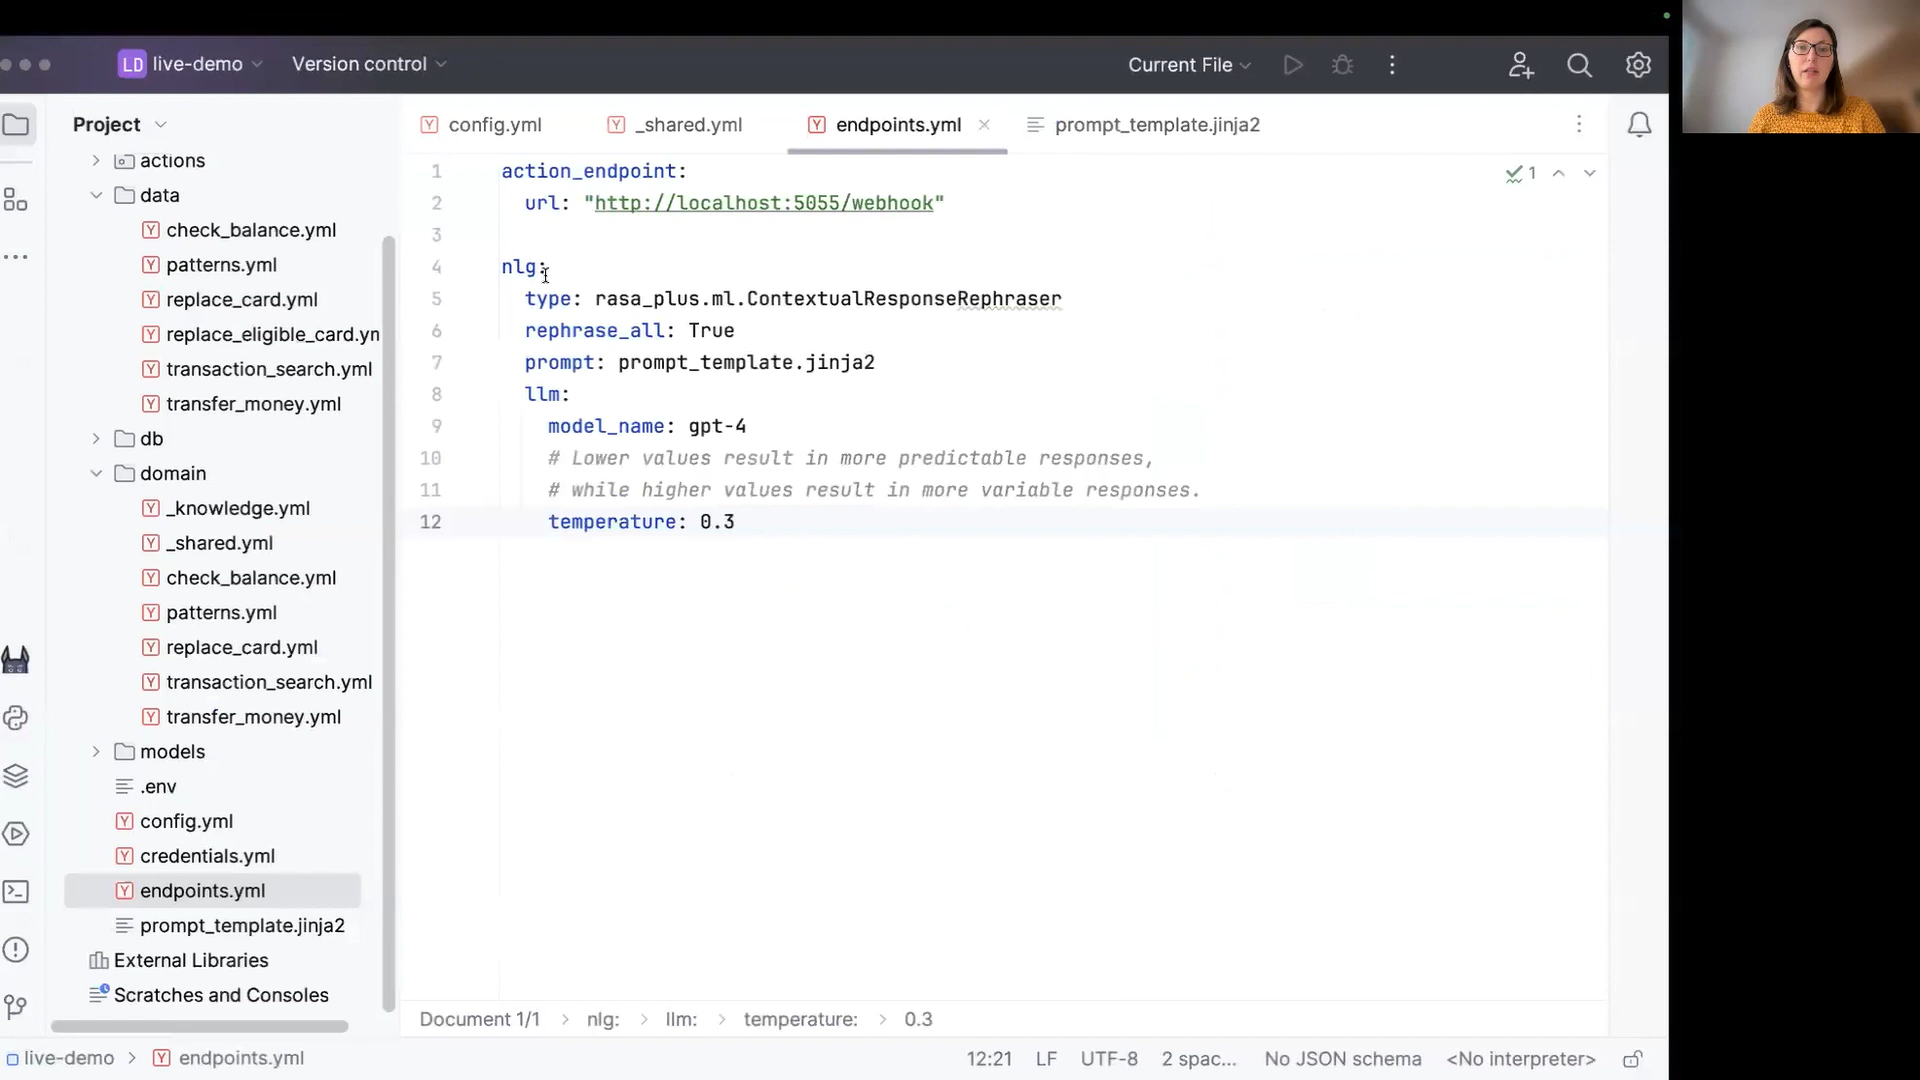 LD live-demo Version control Current File
Project
config.yml _shared.yml endpoints.yml prompt_template.jinja2
actions
data
check_balance.yml
patterns.yml
replace_card.yml
replace_eligible_card.yn
transaction_search.yml
transfer_money.yml
db
domain
_knowledge.yml
_shared.yml
check_balance.yml
patterns.yml
replace_card.yml
transaction_search.yml
transfer_money.yml
models
.env
config.yml
credentials.yml
endpoints.yml
prompt_template.jinja2
External Libraries
Scratches and Consoles
1 action_endpoint:
2 url: "http://localhost:5055/webhook"
3
4 nlg:
5 type: rasa_plus.ml.ContextualResponseRephraser
6 rephrase_all: True
7 prompt: prompt_template.jinja2
8 llm:
9 model_name: gpt-4
10 # Lower values result in more predictable responses,
11 # while higher values result in more variable responses.
12 temperature: 0.3
1
Document 1/1 > nlg: > llm: > temperature: > 0.3
live-demo > endpoints.yml 12:21 LF UTF-8 2 spac... No JSON schema <No interpreter>